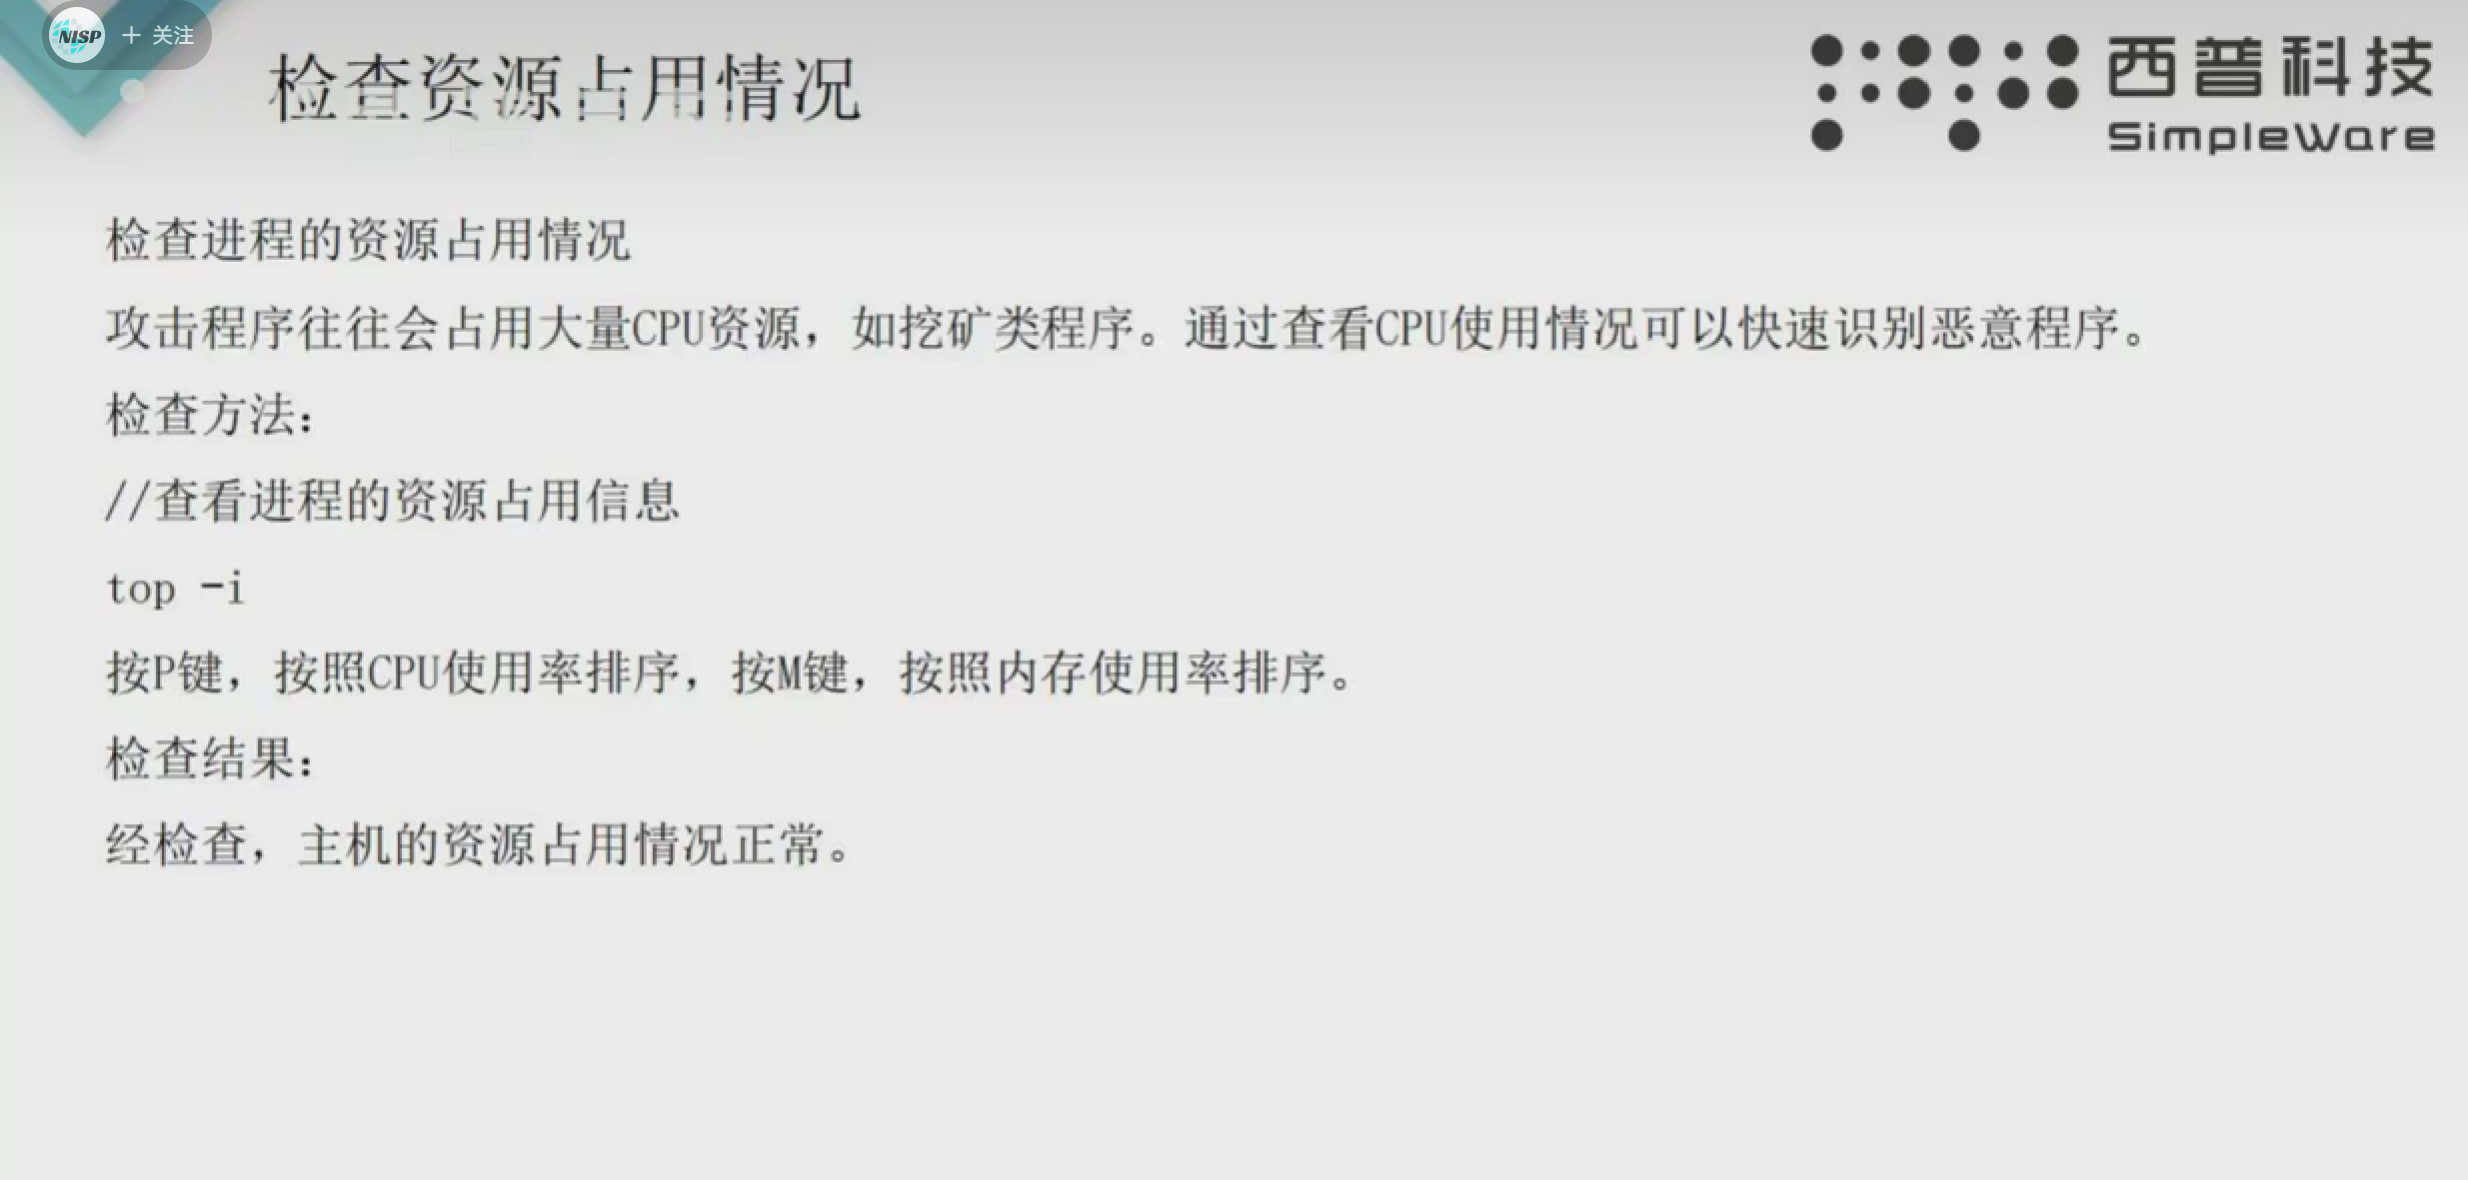 NISP + 关注
检查资源占用情况
西普科技
SimpleWare
检查进程的资源占用情况
攻击程序往往会占用大量CPU资源，如挖矿类程序。通过查看CPU使用情况可以快速识别恶意程序。
检查方法：
//查看进程的资源占用信息
top -i
按P键，按照CPU使用率排序，按M键，按照内存使用率排序。
检查结果：
经检查，主机的资源占用情况正常。